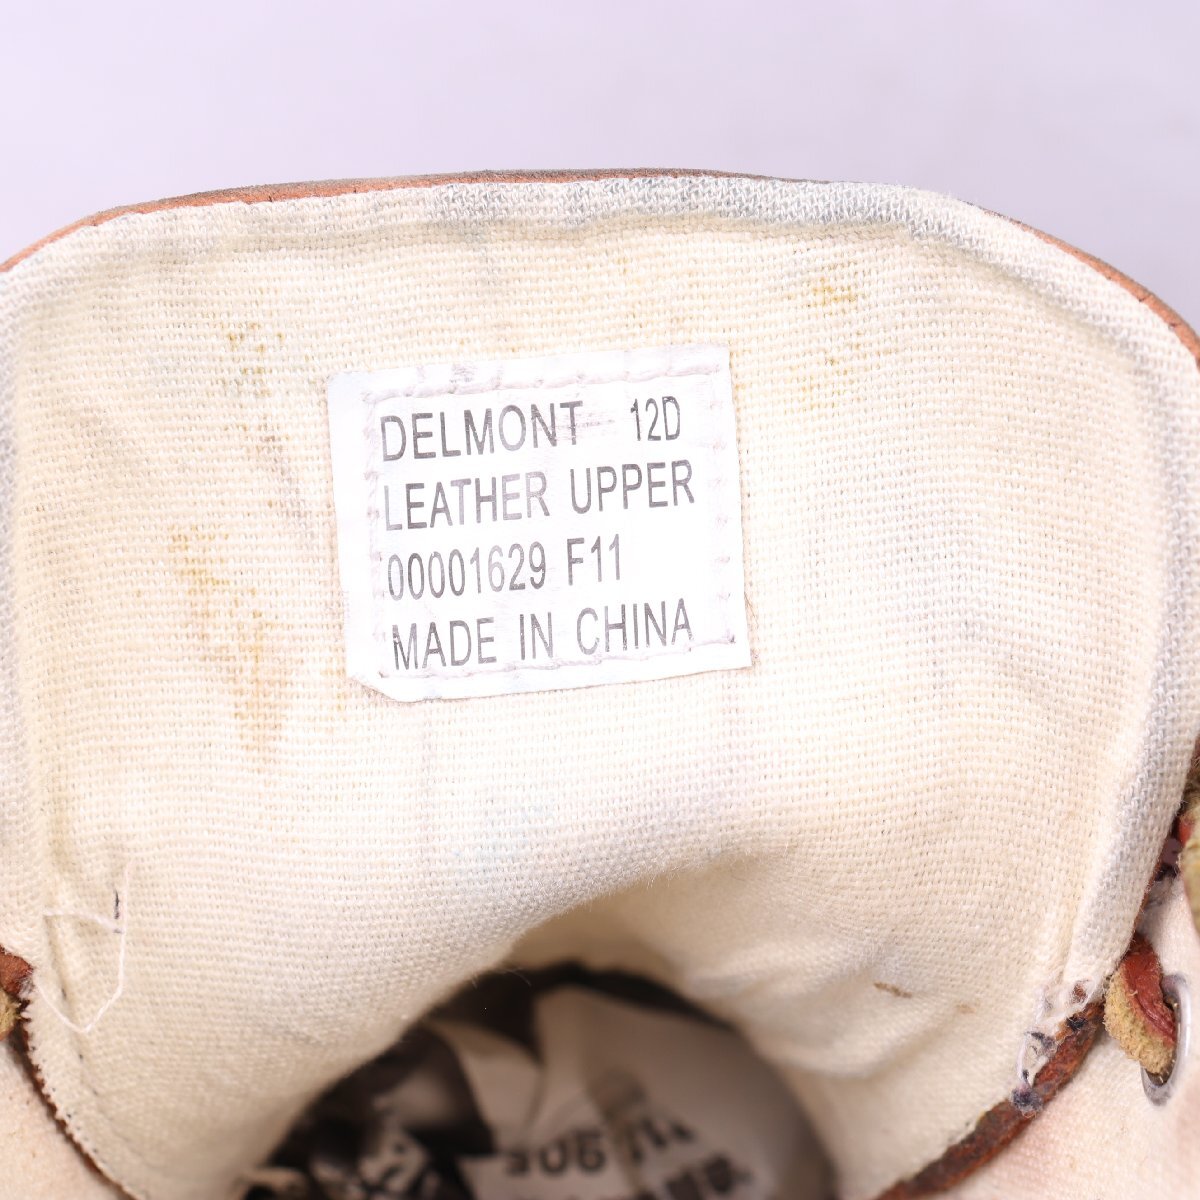 DELMONT 12D
LEATHER UPPER
00001629 F11
MADE IN CHINA